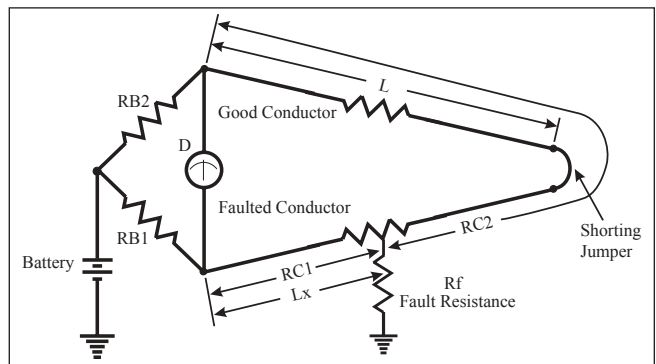 L
RB2
Good Conductor
D
Faulted Conductor
RB1
RC2
Shorting
Jumper
Battery
RC1
Rf
Lx
Fault Resistance